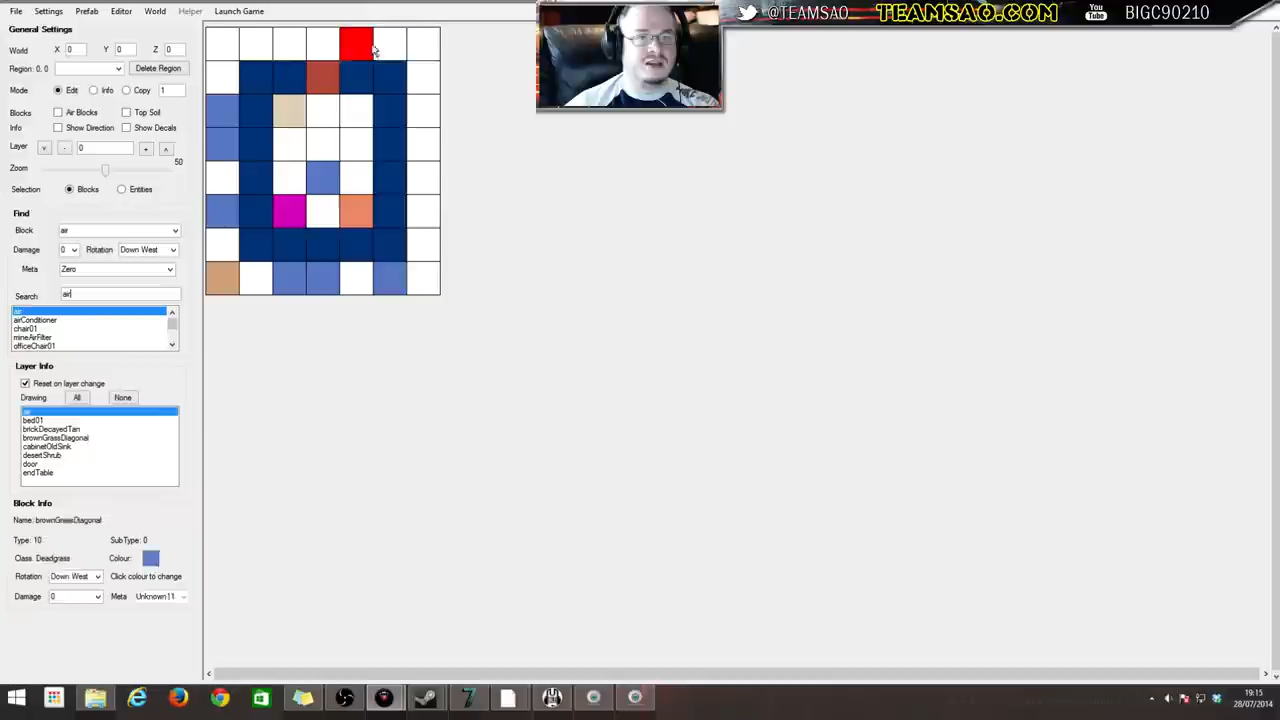 File Settings Prefab Editor World Helper Launch Game
@TEAMSAO TEAMSAO.COM You Tube BIGC90210
General Settings
World X 0 Y 0 Z 0
Region: 0, 0 Delete Region
Mode Edit Info Copy 1
Blocks Air Blocks Top Soil
Info Show Direction Show Decals
Layer v - 0 + ^
Zoom 50
Selection Blocks Entities
Find
Block air
Damage 0 Rotation Down West
Meta Zero
Search: air
air
airConditioner
chair01
mineAirFilter
officeChair01
Layer Info
Reset on layer change
Drawing All None
air
bed01
brickDecayedTan
brownGrassDiagonal
cabinetOldSink
desertShrub
door
endTable
Block Info
Name: brownGrassDiagonal
Type: 10 SubType: 0
Class: Deadgrass Colour:
Rotation Down West Click colour to change
Damage 0 Meta Unknown11
19:15
28/07/2014